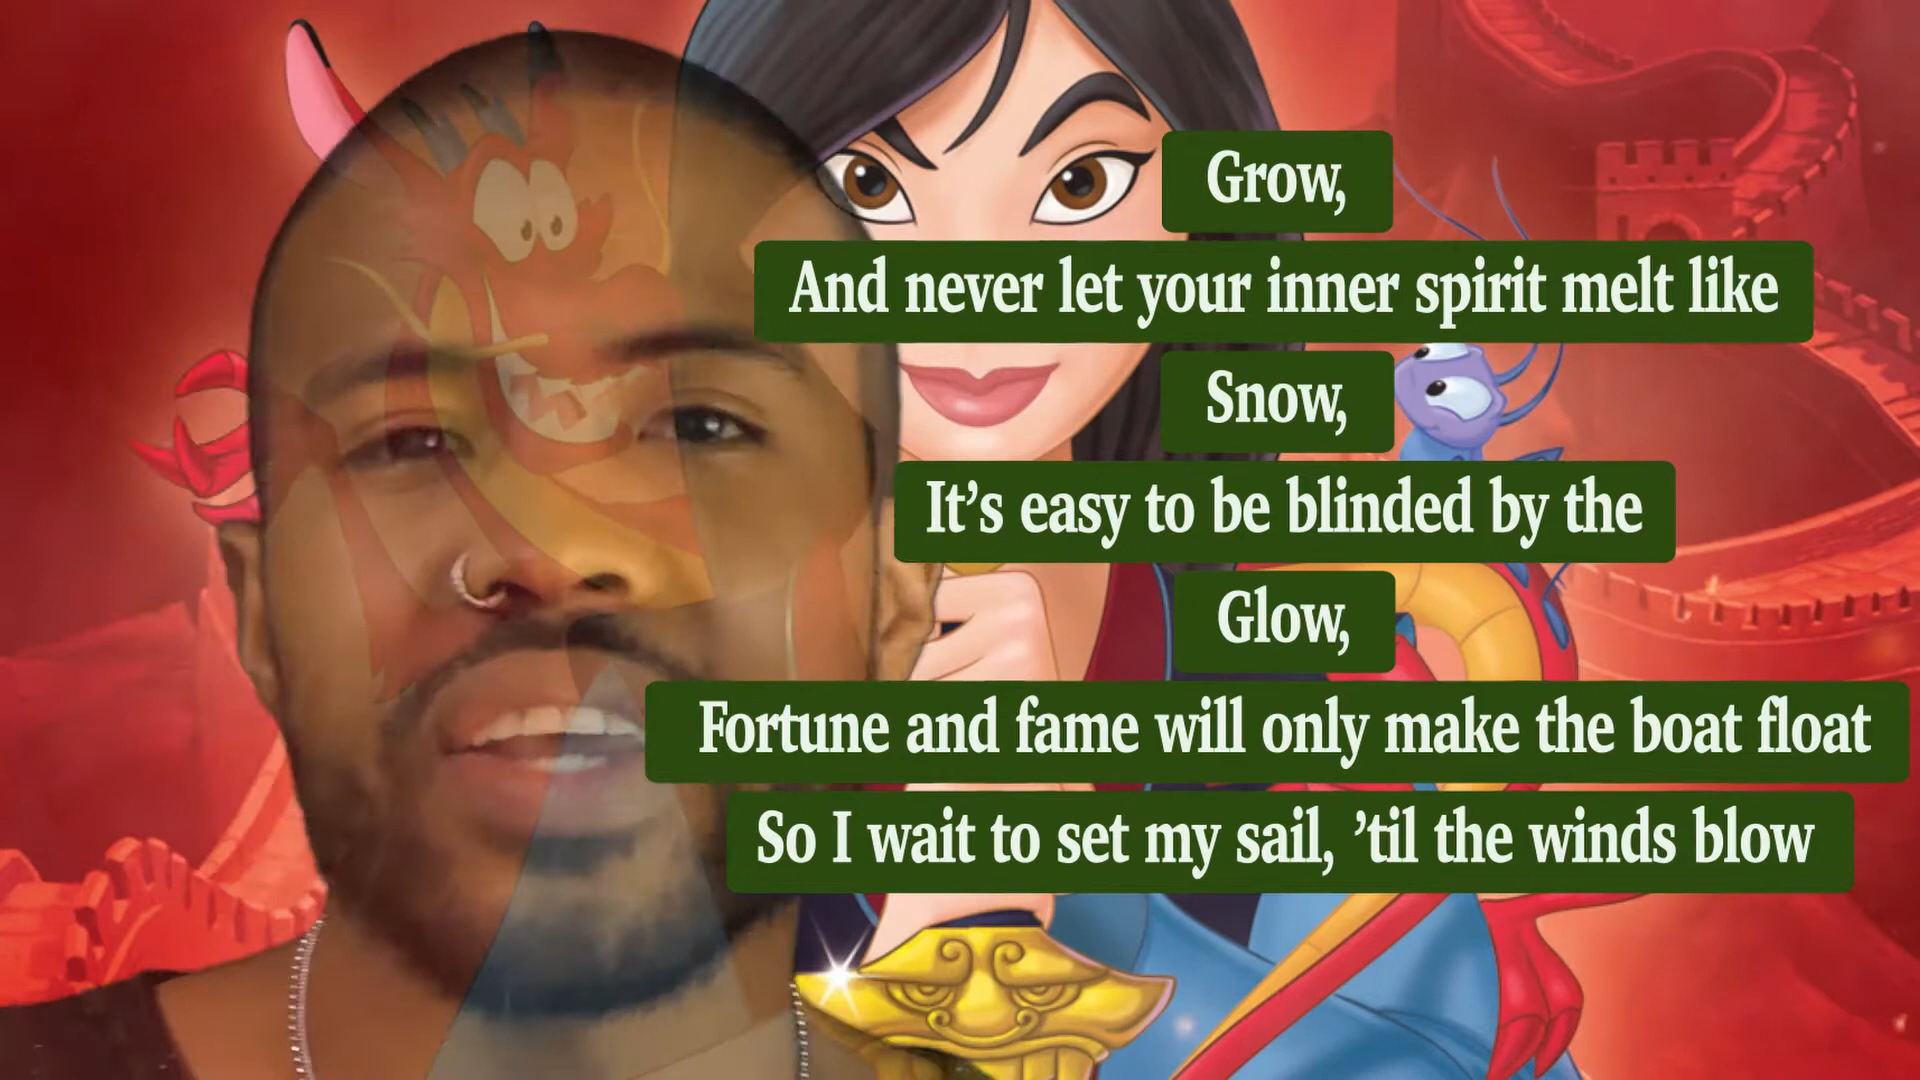 Grow,
And never let your inner spirit melt like
Snow,
It’s easy to be blinded by the
Glow,
Fortune and fame will only make the boat float
So I wait to set my sail, ’til the winds blow